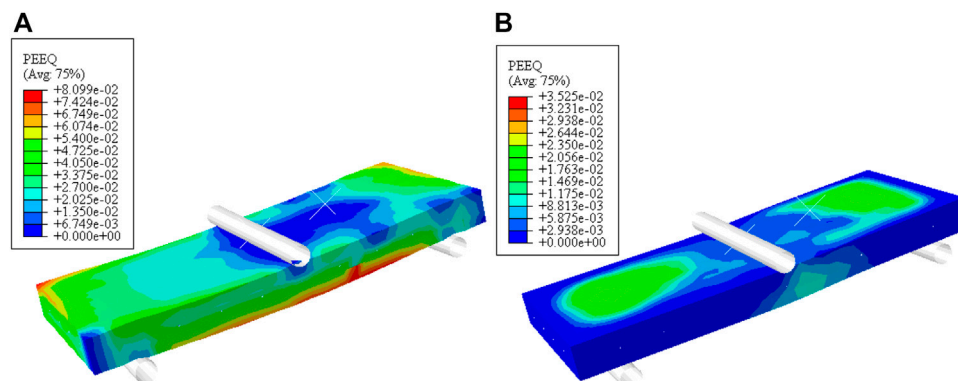 A
PEEQ
(Avg: 75%)
+8.099e-02
+7.424e-02
+6.749e-02
+6.074e-02
+5.400e-02
+4.725e-02
+4.050e-02
+3.375e-02
+2.700e-02
+2.025e-02
+1.350e-02
+6.749e-03
+0.000e+00
B
PEEQ
(Avg: 75%)
+3.525e-02
+3.231e-02
+2.938e-02
+2.644e-02
+2.350e-02
+2.056e-02
+1.763e-02
+1.469e-02
+1.175e-02
+8.813e-03
+5.875e-03
+2.938e-03
+0.000e+00